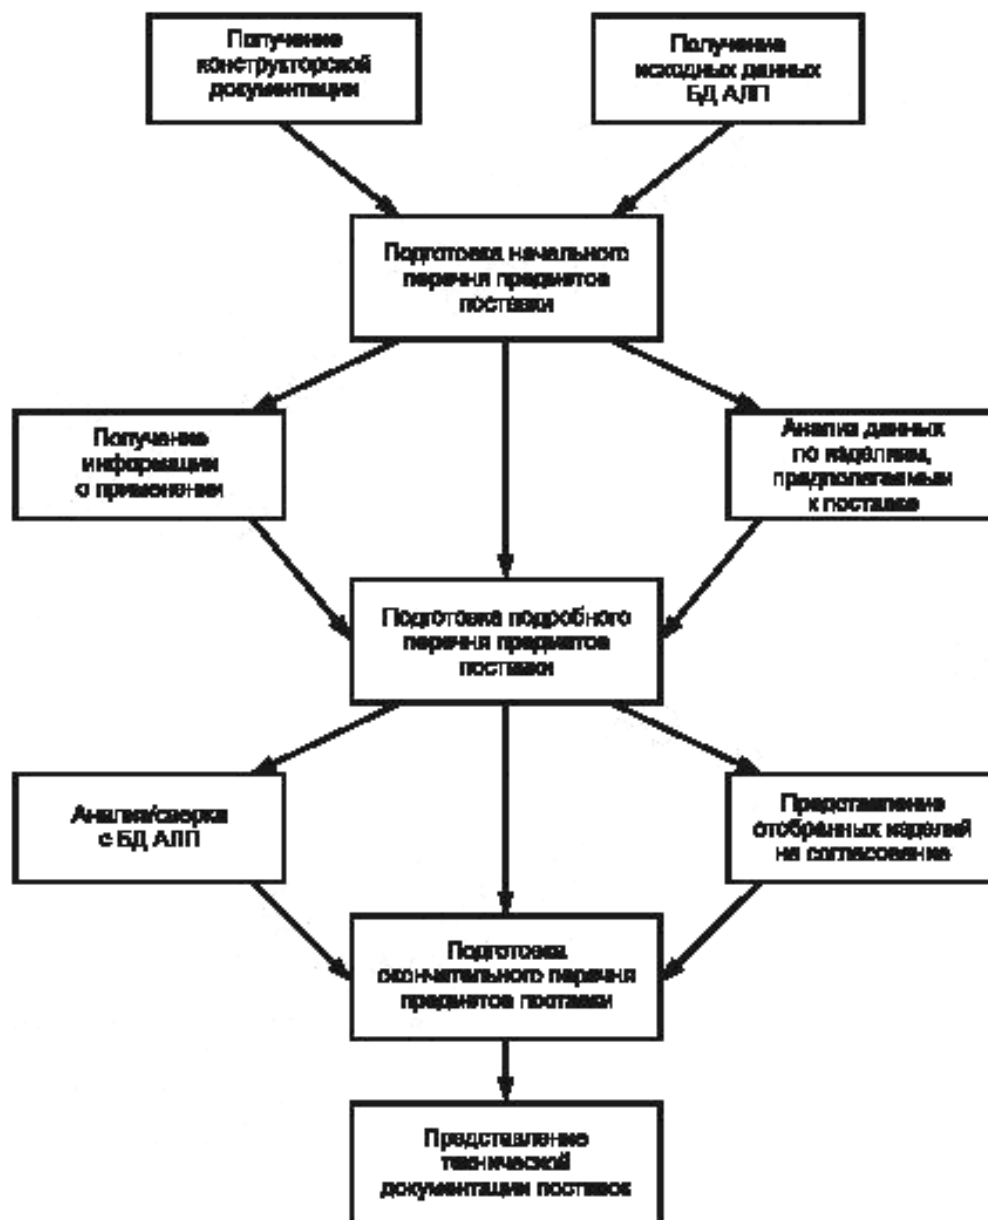 Получение
конструкторской
документации
Получение
исходных данных
БД АЛП
Подготовка начального
перечня предметов
поставки
Получение
информации
о применении
Анализ данных
по изделиям,
предполагаемым
к поставке
Подготовка подробного
перечня предметов
поставки
Анализ/сверка
с БД АЛП
Представление
отобранных изделей
на согласование
Подготовка
окончательного перечня
предметов поставки
Представление
технической
документации поставок